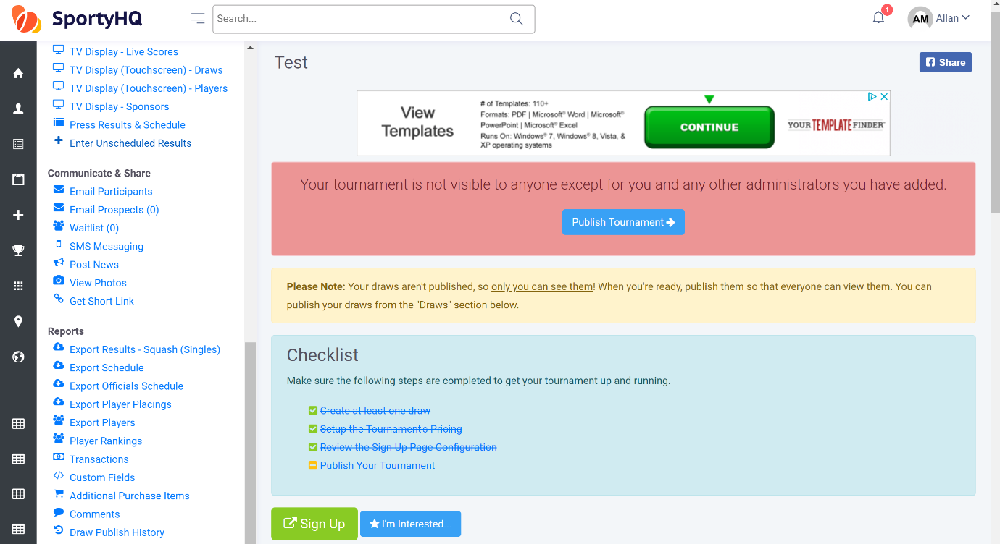 SportyHQ
Search...
1
AM
Allan
TV Display - Live Scores
TV Display (Touchscreen) - Draws
TV Display (Touchscreen) - Players
TV Display - Sponsors
Press Results & Schedule
Enter Unscheduled Results
Communicate & Share
Email Participants
Email Prospects (0)
Waitlist (0)
SMS Messaging
Post News
View Photos
Get Short Link
Reports
Export Results - Squash (Singles)
Export Schedule
Export Officials Schedule
Export Player Placings
Export Players
Player Rankings
Transactions
Custom Fields
Additional Purchase Items
Comments
Draw Publish History
Test
Share
View
Templates
# of Templates: 110+
Formats: PDF | Microsoft® Word | Microsoft®
PowerPoint | Microsoft® Excel
Runs On: Windows® 7, Windows® 8, Vista, &
XP operating systems
CONTINUE
YOUR TEMPLATE FINDER™
Your tournament is not visible to anyone except for you and any other administrators you have added.
Publish Tournament
Please Note: Your draws aren't published, so only you can see them! When you're ready, publish them so that everyone can view them. You can
publish your draws from the "Draws" section below.
Checklist
Make sure the following steps are completed to get your tournament up and running.
Create at least one draw
Setup the Tournament's Pricing
Review the Sign Up Page Configuration
Publish Your Tournament
Sign Up
I'm Interested...